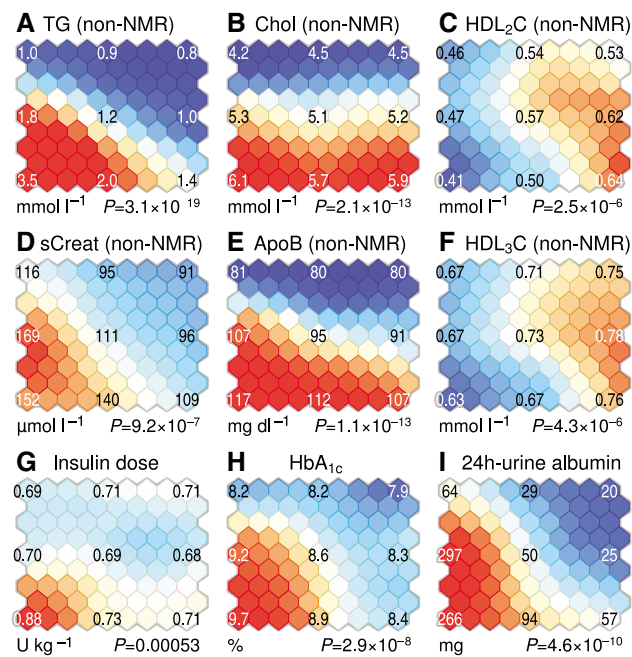 A TG (non-NMR) B Chol (non-NMR) C HDL2C (non-NMR)
1.0 0.9 0.8 4.2 4.5 4.5 0.46 0.54 0.53
1.8 1.2 1.0 5.3 5.1 5.2 0.47 0.57 0.62
3.5 2.0 1.4 6.1 5.7 5.9 0.41 0.50 0.64
mmol l−1 P=3.1×10 19 mmol l−1 P=2.1×10−13 mmol l−1 P=2.5×10−6
D sCreat (non-NMR) E ApoB (non-NMR) F HDL3C (non-NMR)
116 95 91 81 80 80 0.67 0.71 0.75
169 111 96 107 95 91 0.67 0.73 0.78
152 140 109 117 112 107 0.63 0.67 0.76
μmol l−1 P=9.2×10−7 mg dl−1 P=1.1×10−13 mmol l−1 P=4.3×10−6
G Insulin dose H HbA1c I 24h-urine albumin
0.69 0.71 0.71 8.2 8.2 7.9 64 29 20
0.70 0.69 0.68 9.2 8.6 8.3 297 50 25
0.88 0.73 0.71 9.7 8.9 8.4 266 94 57
U kg−1 P=0.00053 % P=2.9×10−8 mg P=4.6×10−10